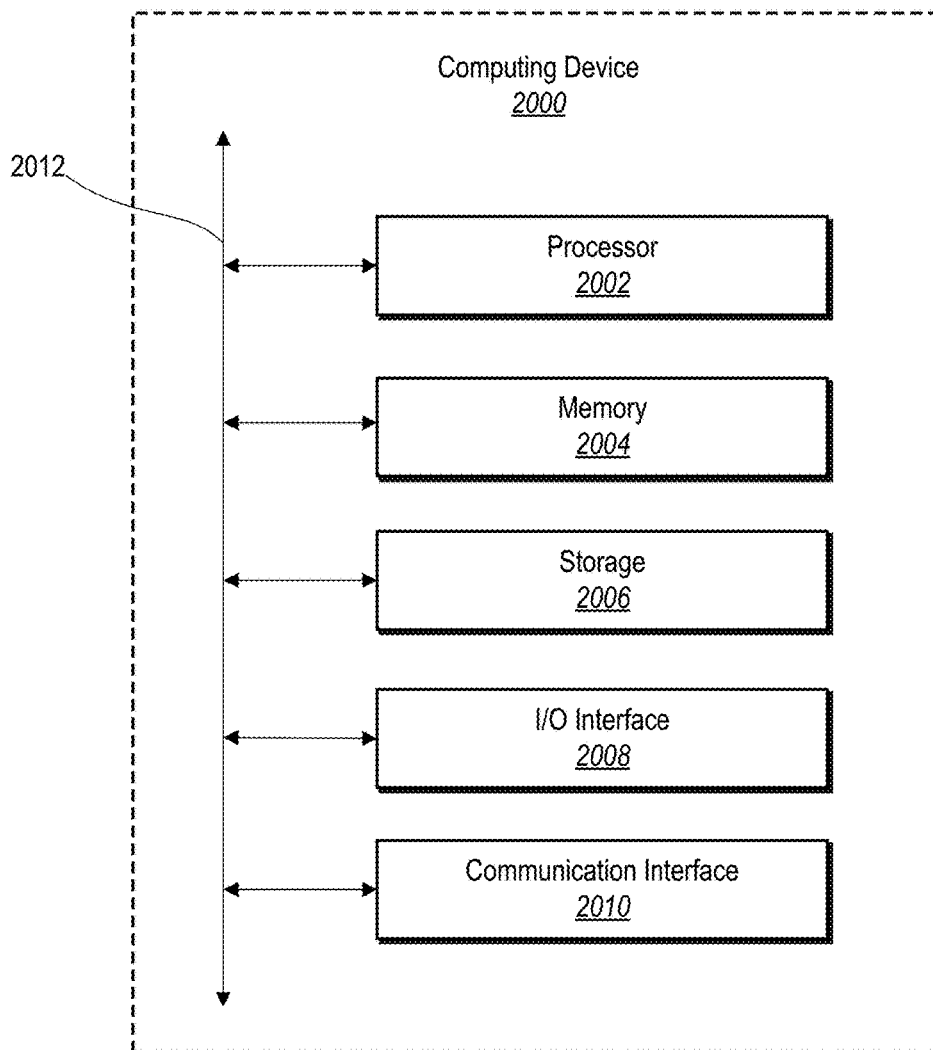 Computing Device
2000
2012
Processor
2002
Memory
2004
Storage
2006
I/O Interface
2008
Communication Interface
2010